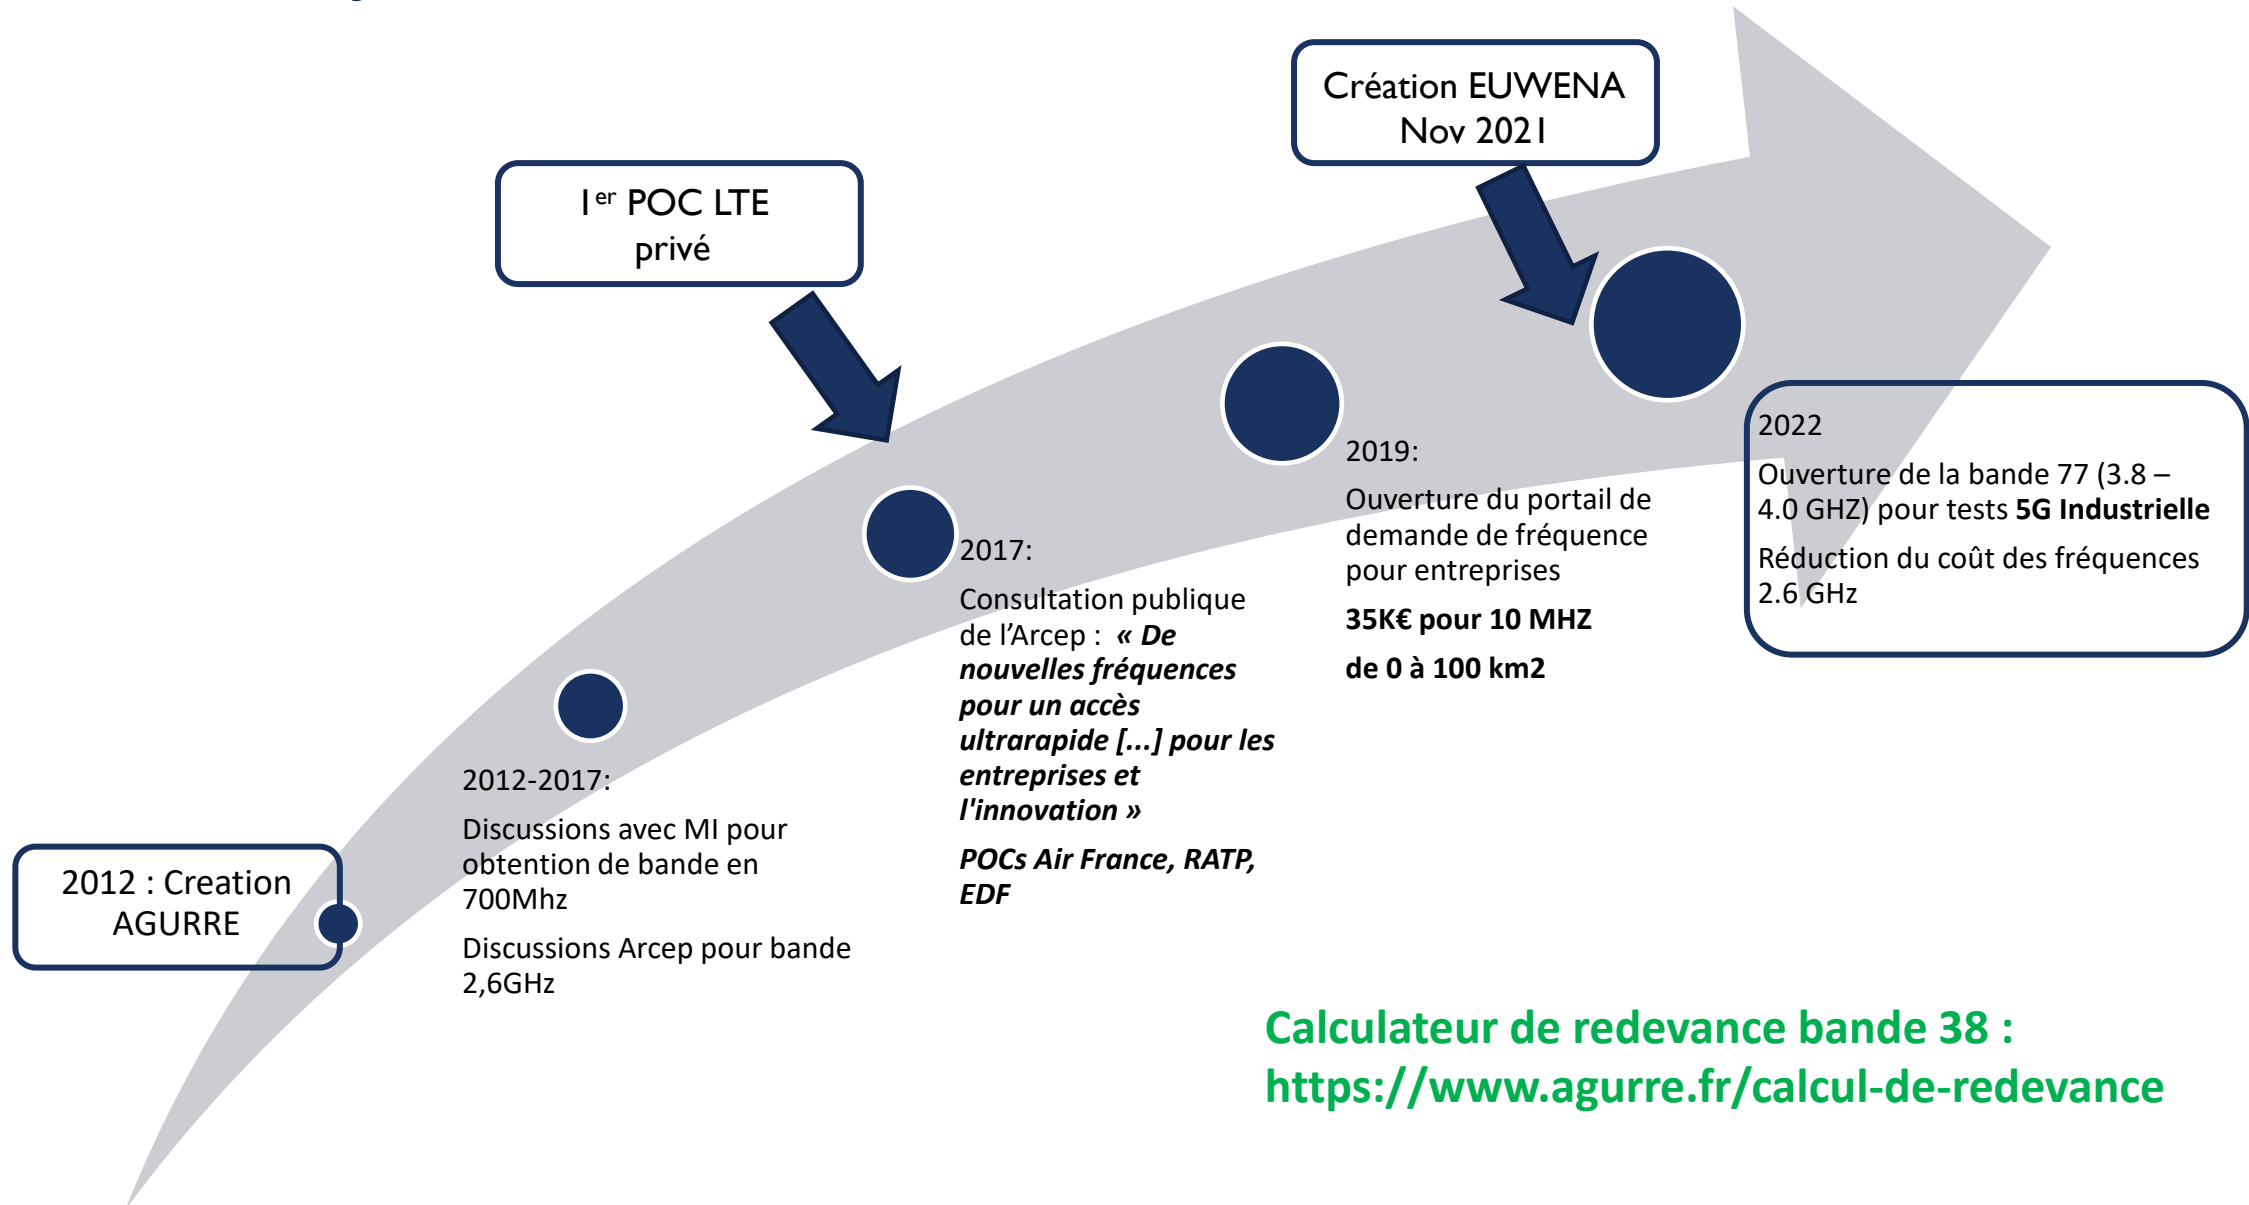 Création EUWENA
Nov 2021
1er POC LTE
privé
2012 : Creation
AGURRE
2012-2017:
Discussions avec MI pour
obtention de bande en
700Mhz
Discussions Arcep pour bande
2,6GHz
2017:
Consultation publique
de l’Arcep : « De
nouvelles fréquences
pour un accès
ultrarapide [...] pour les
entreprises et
l'innovation »
POCs Air France, RATP,
EDF
2019:
Ouverture du portail de
demande de fréquence
pour entreprises
35K€ pour 10 MHZ
de 0 à 100 km2
2022
Ouverture de la bande 77 (3.8 –
4.0 GHZ) pour tests 5G Industrielle
Réduction du coût des fréquences
2.6 GHz
Calculateur de redevance bande 38 :
https://www.agurre.fr/calcul-de-redevance